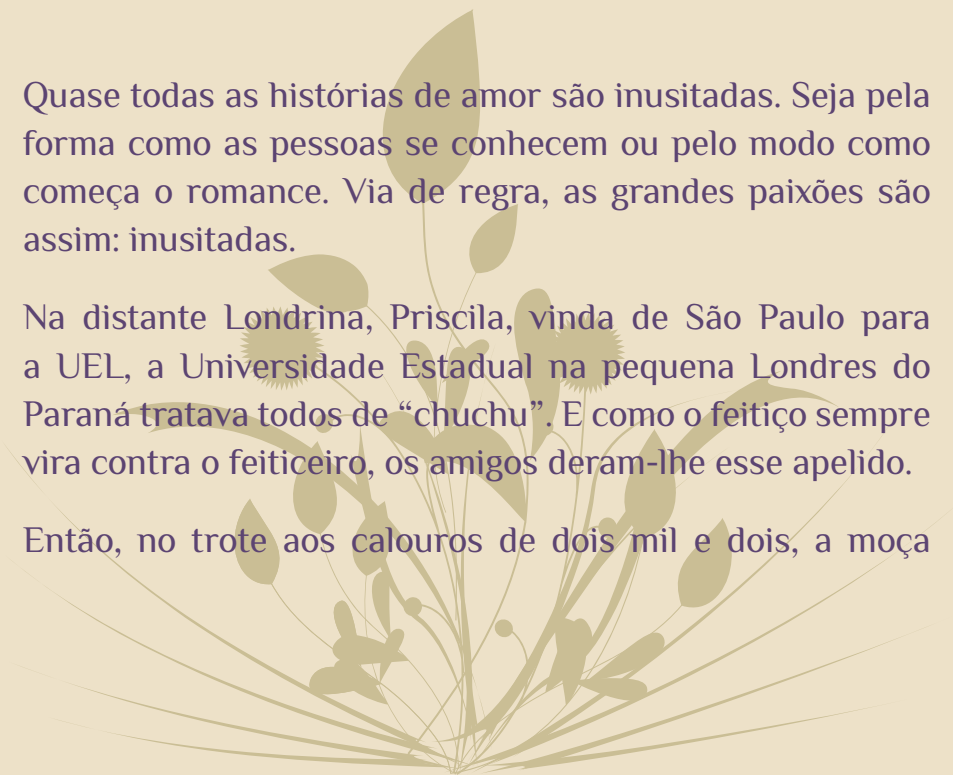 Quase todas as histórias de amor são inusitadas. Seja pela
forma como as pessoas se conhecem ou pelo modo como
começa o romance. Via de regra, as grandes paixões são
assim: inusitadas.
Na distante Londrina, Priscila, vinda de São Paulo para
a UEL, a Universidade Estadual na pequena Londres do
Paraná tratava todos de “chuchu”. E como o feitiço sempre
vira contra o feiticeiro, os amigos deram-lhe esse apelido.
Então, no trote aos calouros de dois mil e dois, a moça